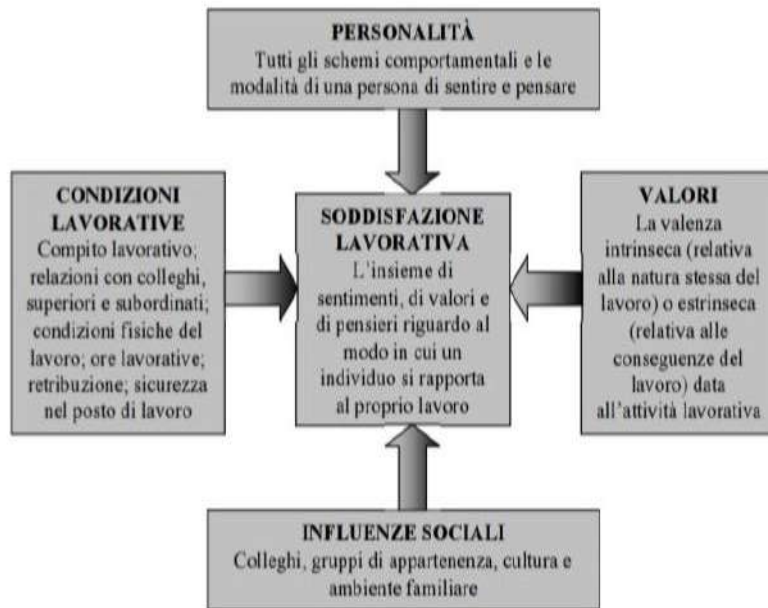 PERSONALITÀ
Tutti gli schemi comportamentali e le
modalità di una persona di sentire e pensare
CONDIZIONI
LAVORATIVE
Compito lavorativo;
relazioni con colleghi,
superiori e subordinati;
condizioni fisiche del
lavoro; ore lavorative;
retribuzione; sicurezza
nel posto di lavoro
SODDISFAZIONE
LAVORATIVA
L'insieme di
sentimenti, di valori e
di pensieri riguardo al
modo in cui un
individuo si rapporta
al proprio lavoro
VALORI
La valenza
intrinseca (relativa
alla natura stessa del
lavoro) o estrinseca
(relativa alle
conseguenze del
lavoro) data
all'attività lavorativa
INFLUENZE SOCIALI
Colleghi, gruppi di appartenenza, cultura e
ambiente familiare